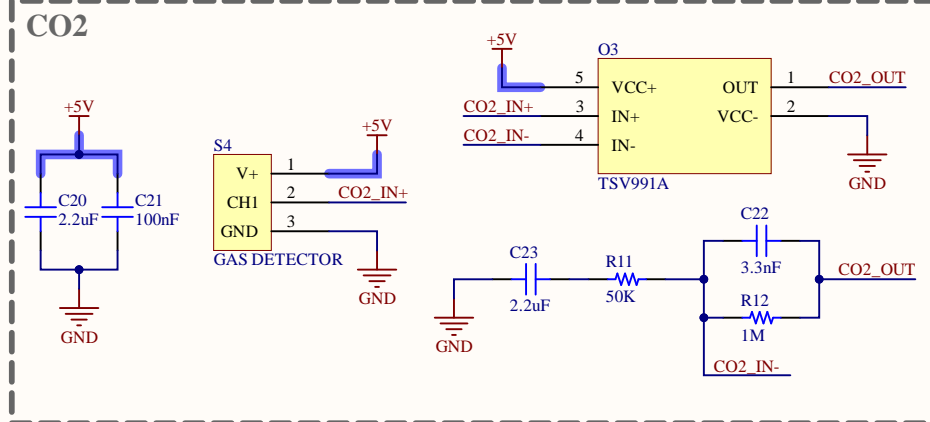 CO2
+5V
C20
2.2uF
C21
100nF
GND
S4
V+
CH1
GND
1
2
3
GAS DETECTOR
+5V
CO2_IN+
GND
+5V
O3
5
3
4
CO2_IN+
CO2_IN-
VCC+
IN+
IN-
OUT
VCC-
1
2
CO2_OUT
TSV991A
GND
C23
2.2uF
GND
R11
50K
C22
3.3nF
R12
1M
CO2_OUT
CO2_IN-